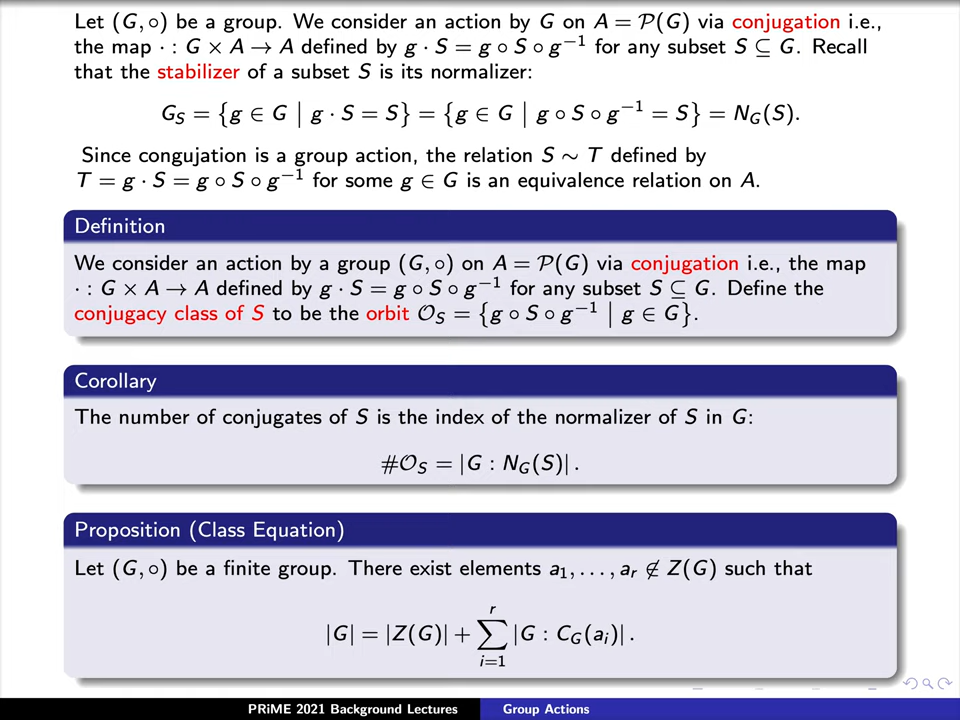 Let (G, ∘) be a group. We consider an action by G on A = 𝒫(G) via conjugation i.e.,
the map · : G × A → A defined by g · S = g ∘ S ∘ g⁻¹ for any subset S ⊆ G. Recall
that the stabilizer of a subset S is its normalizer:
G_S = {g ∈ G | g · S = S} = {g ∈ G | g ∘ S ∘ g⁻¹ = S} = N_G(S).
Since congujation is a group action, the relation S ∼ T defined by
T = g · S = g ∘ S ∘ g⁻¹ for some g ∈ G is an equivalence relation on A.
Definition
We consider an action by a group (G, ∘) on A = 𝒫(G) via conjugation i.e., the map
· : G × A → A defined by g · S = g ∘ S ∘ g⁻¹ for any subset S ⊆ G. Define the
conjugacy class of S to be the orbit 𝒪_S = {g ∘ S ∘ g⁻¹ | g ∈ G}.
Corollary
The number of conjugates of S is the index of the normalizer of S in G:
#𝒪_S = |G : N_G(S)| .
Proposition (Class Equation)
Let (G, ∘) be a finite group. There exist elements a₁, . . . , a_r ∉ Z(G) such that
|G| = |Z(G)| + ∑_{i=1}^{r} |G : C_G(a_i)| .
PRiME 2021 Background Lectures Group Actions